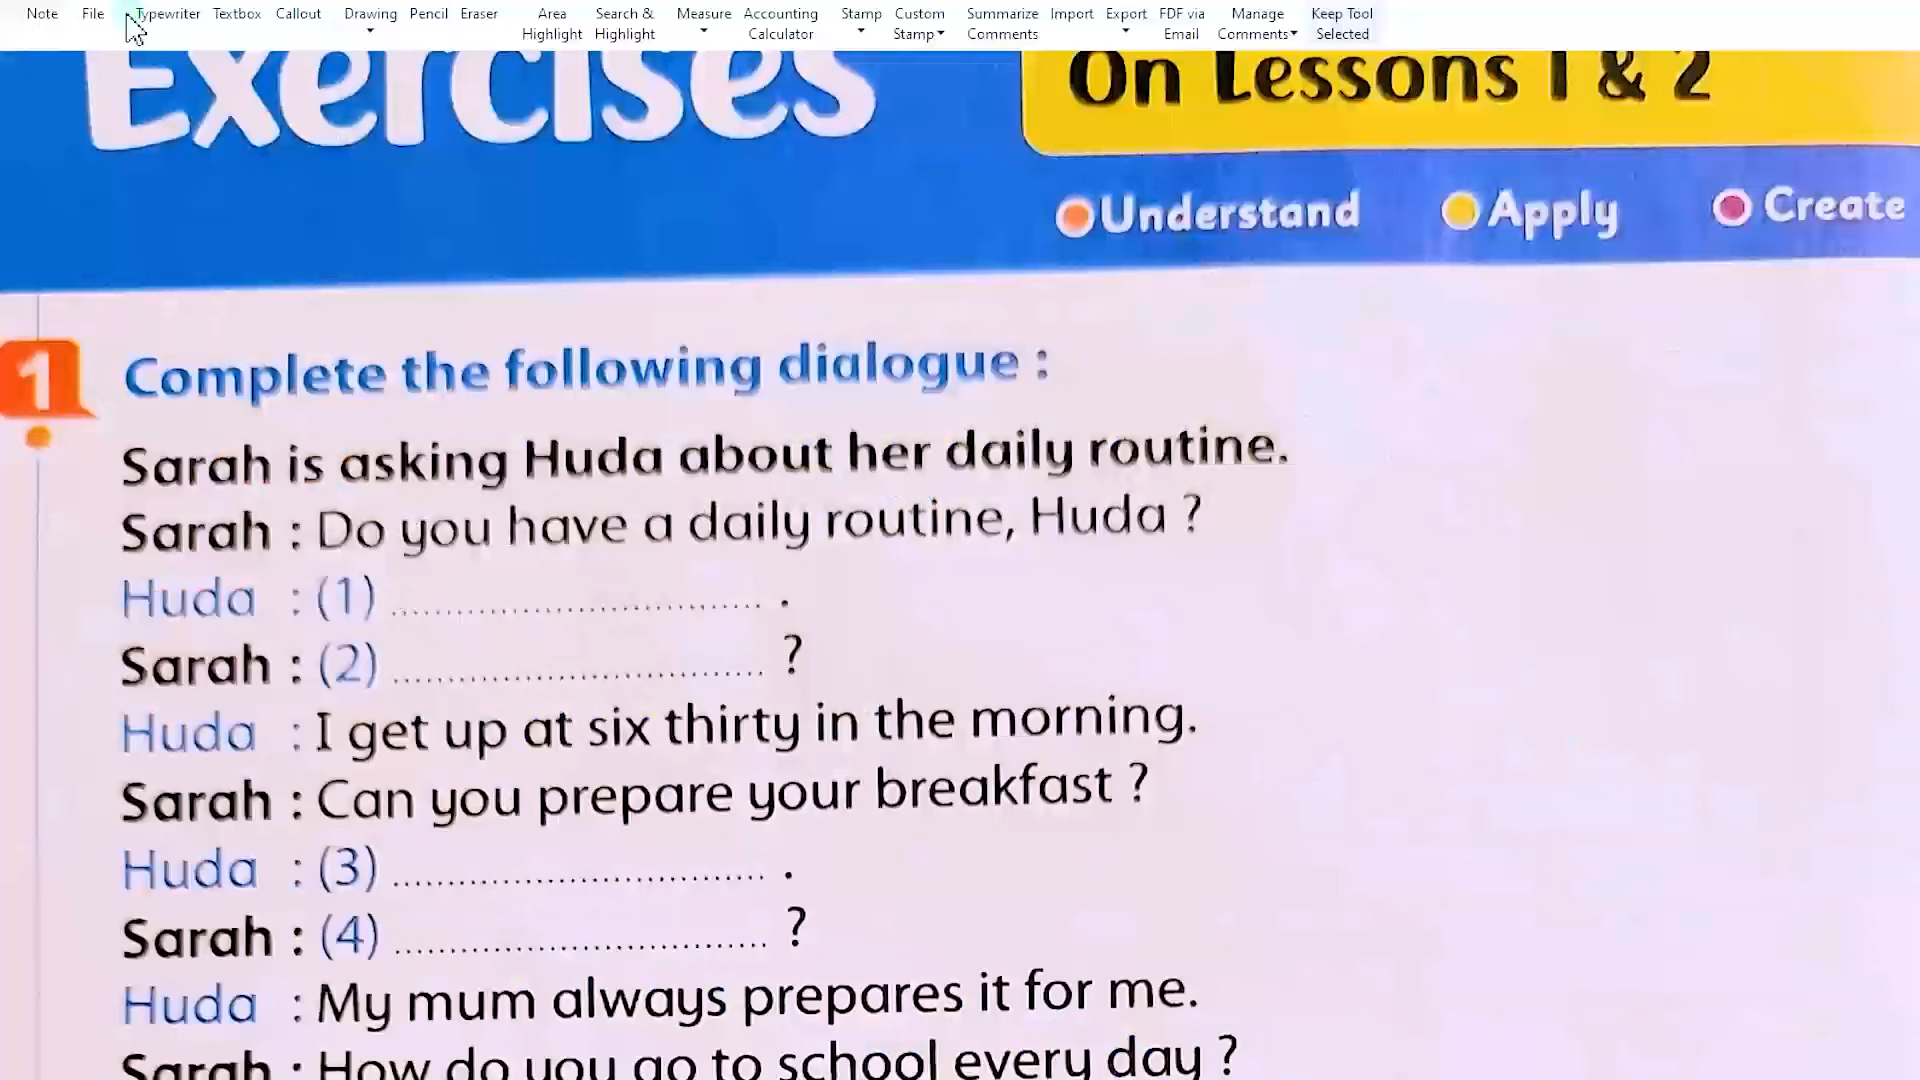 Note File Typewriter Textbox Callout Drawing Pencil Eraser Area Highlight Search & Highlight Measure Accounting Calculator Stamp Custom Stamp Summarize Comments Import Export FDF via Email Manage Comments Keep Tool Selected
Exercises
On Lessons 1 & 2
Understand Apply Create
1 Complete the following dialogue :
Sarah is asking Huda about her daily routine.
Sarah : Do you have a daily routine, Huda ?
Huda : (1) .................................... .
Sarah : (2) .................................... ?
Huda : I get up at six thirty in the morning.
Sarah : Can you prepare your breakfast ?
Huda : (3) .................................... .
Sarah : (4) .................................... ?
Huda : My mum always prepares it for me.
Sarah : How do you go to school every day ?